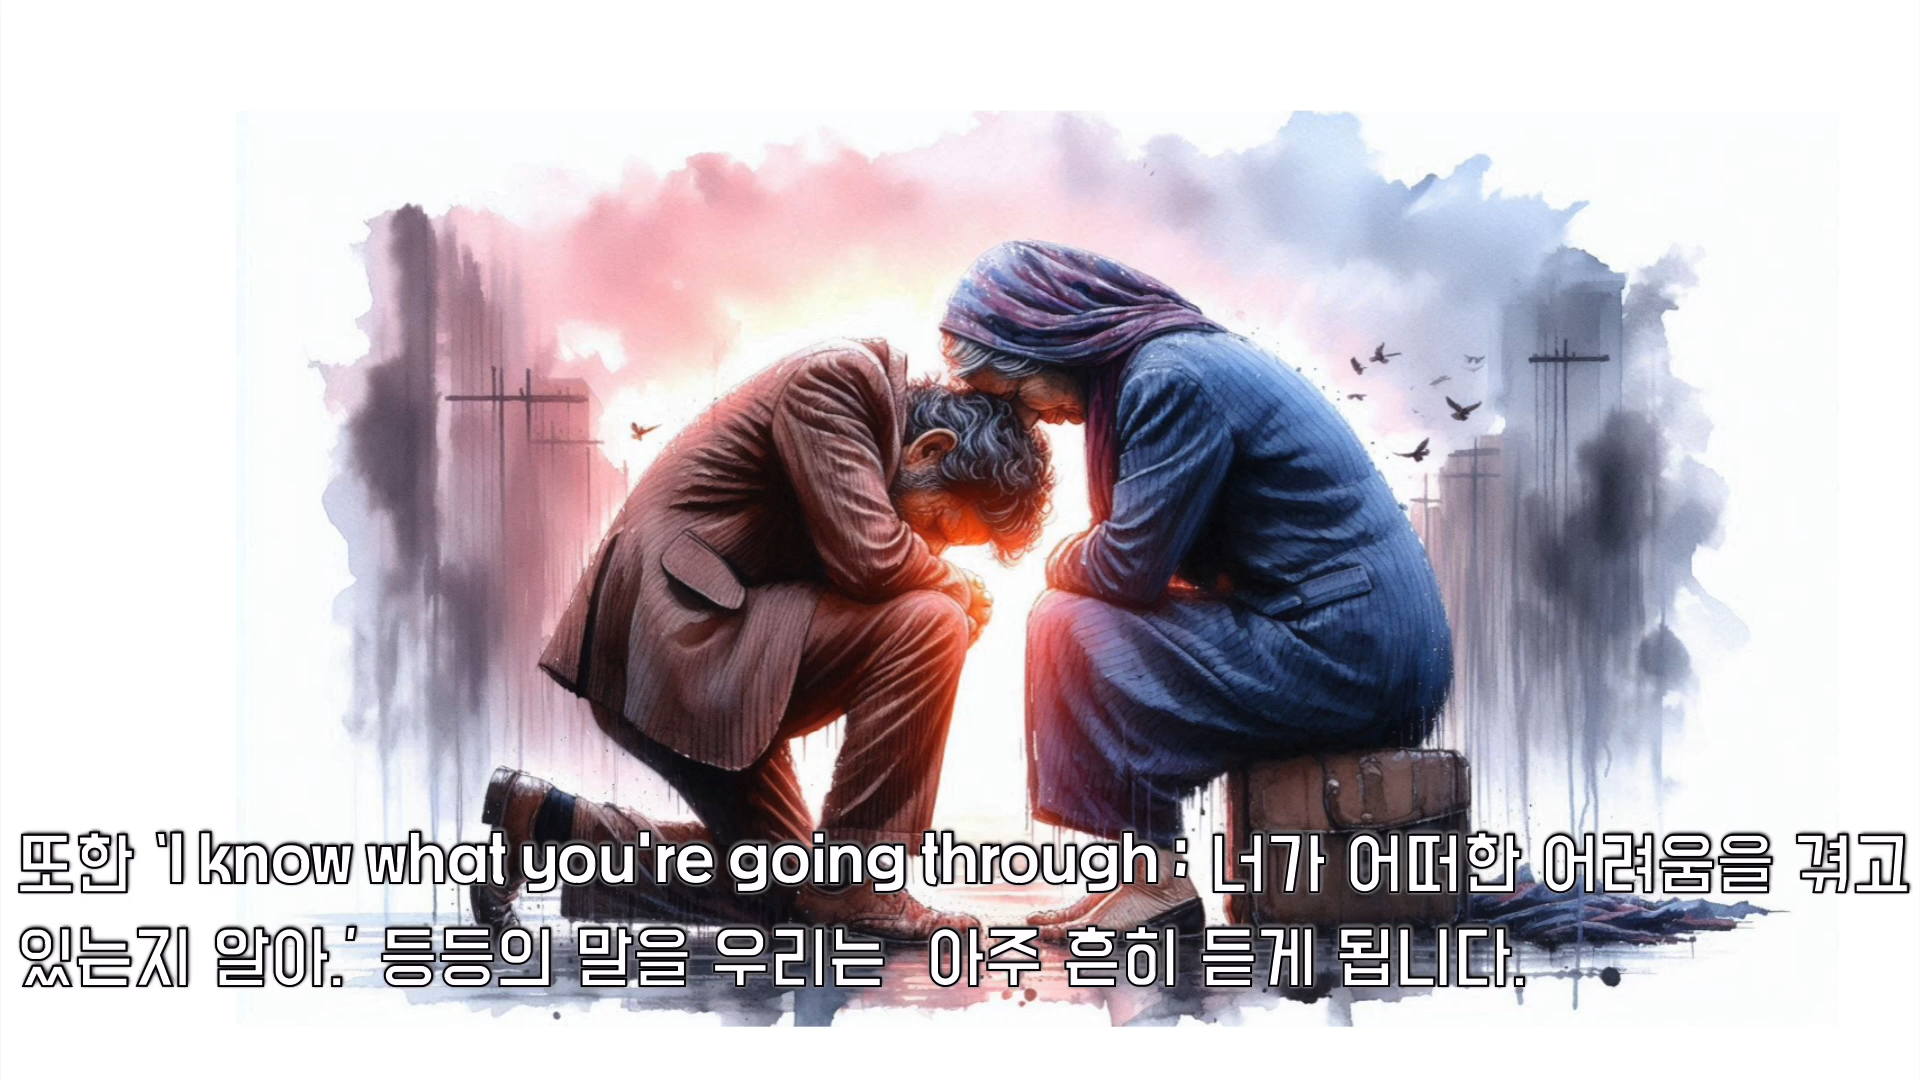 또한 'I know what you're going through : 너가 어떠한 어려움을 겪고
있는지 알아.' 등등의 말을 우리는 아주 흔히 듣게 됩니다.